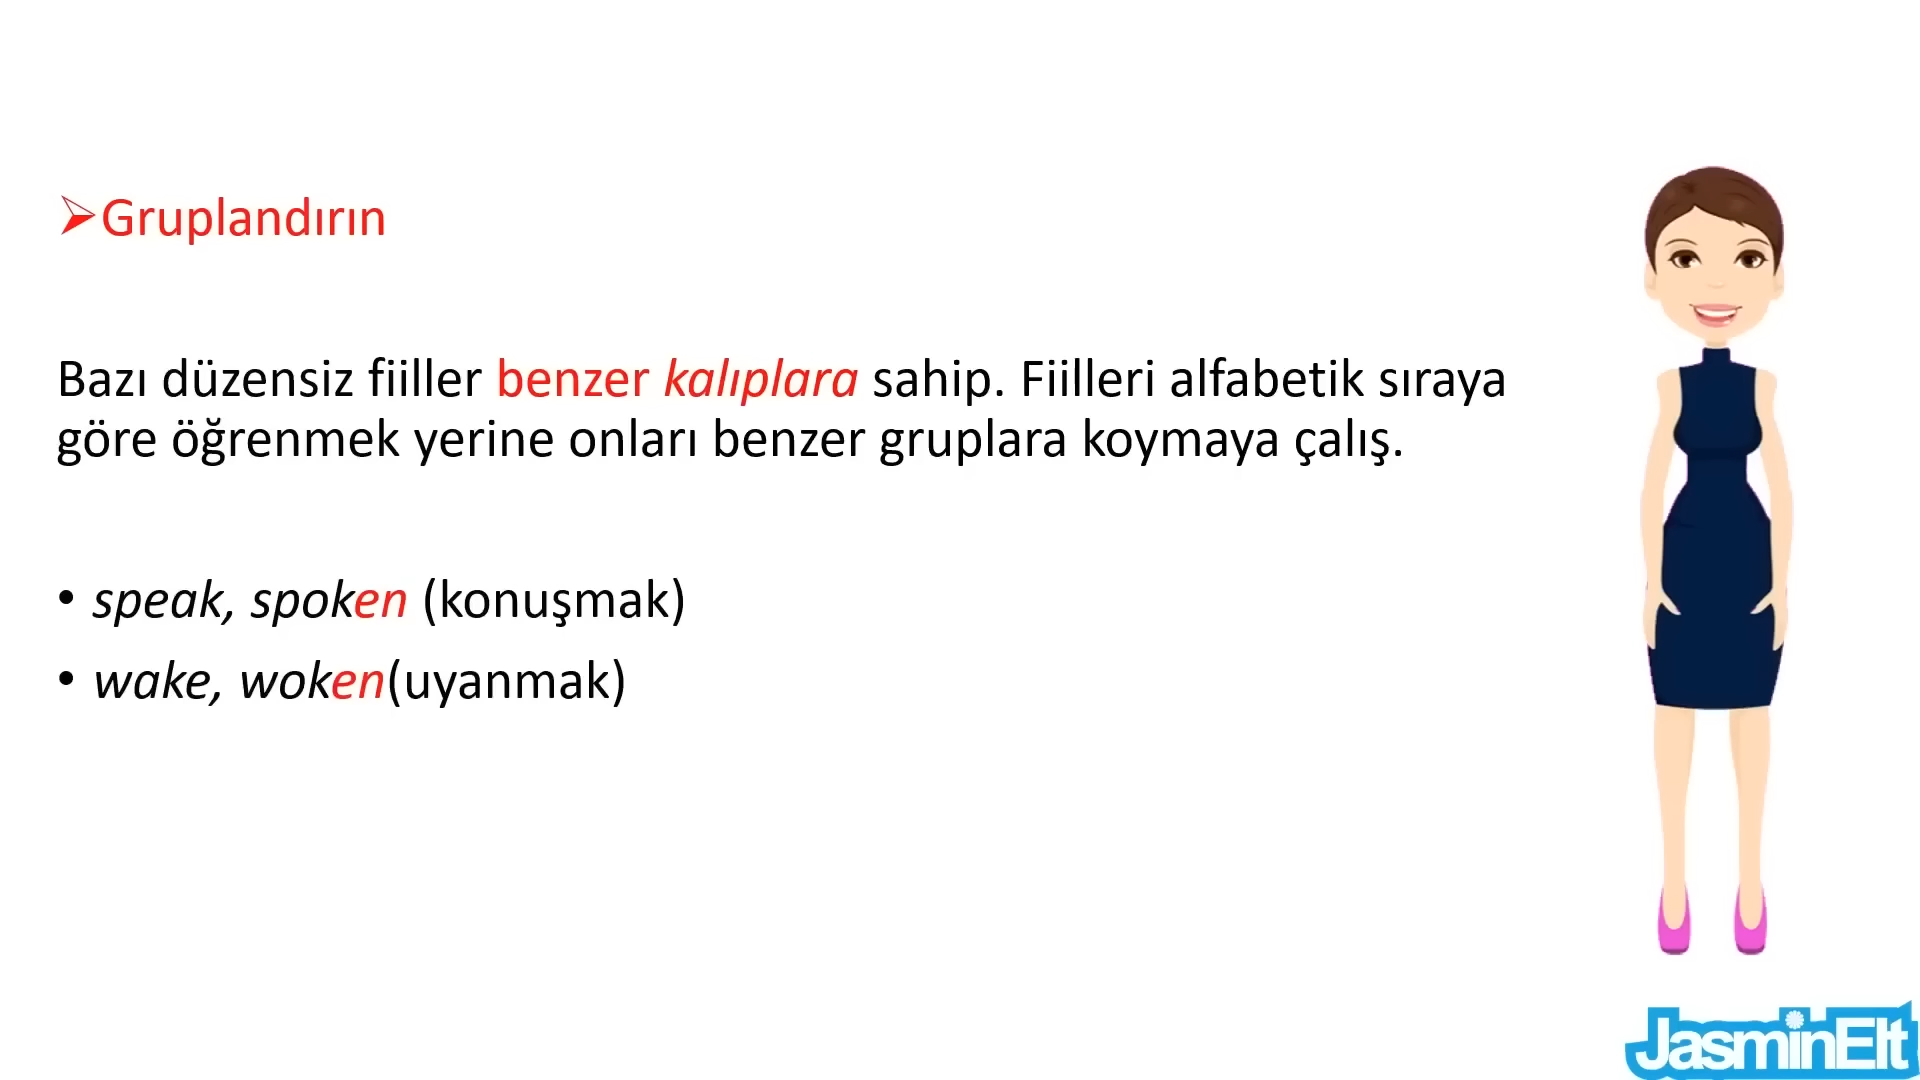 Gruplandırın
Bazı düzensiz fiiller benzer kalıplara sahip. Fiilleri alfabetik sıraya
göre öğrenmek yerine onları benzer gruplara koymaya çalış.
• speak, spoken (konuşmak)
• wake, woken(uyanmak)
JasminElt